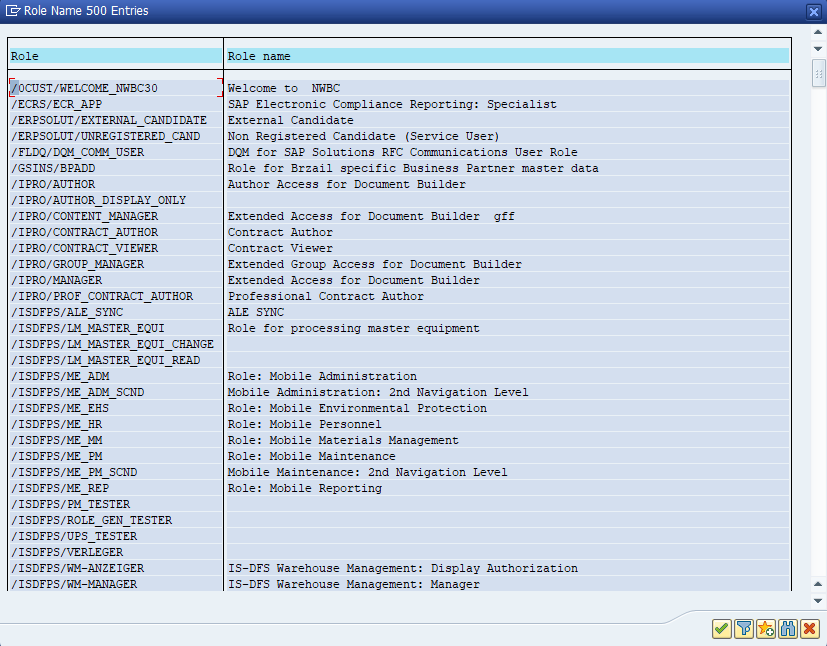 Role Name 500 Entries
Role Role name
/0CUST/WELCOME_NWBC30 Welcome to  NWBC
/ECRS/ECR_APP SAP Electronic Compliance Reporting: Specialist
/ERPSOLUT/EXTERNAL_CANDIDATE External Candidate
/ERPSOLUT/UNREGISTERED_CAND Non Registered Candidate (Service User)
/FLDQ/DQM_COMM_USER DQM for SAP Solutions RFC Communications User Role
/GSINS/BPADD Role for Brzail specific Business Partner master data
/IPRO/AUTHOR Author Access for Document Builder
/IPRO/AUTHOR_DISPLAY_ONLY
/IPRO/CONTENT_MANAGER Extended Access for Document Builder  gff
/IPRO/CONTRACT_AUTHOR Contract Author
/IPRO/CONTRACT_VIEWER Contract Viewer
/IPRO/GROUP_MANAGER Extended Group Access for Document Builder
/IPRO/MANAGER Extended Access for Document Builder
/IPRO/PROF_CONTRACT_AUTHOR Professional Contract Author
/ISDFPS/ALE_SYNC ALE SYNC
/ISDFPS/LM_MASTER_EQUI Role for processing master equipment
/ISDFPS/LM_MASTER_EQUI_CHANGE
/ISDFPS/LM_MASTER_EQUI_READ
/ISDFPS/ME_ADM Role: Mobile Administration
/ISDFPS/ME_ADM_SCND Mobile Administration: 2nd Navigation Level
/ISDFPS/ME_EHS Role: Mobile Environmental Protection
/ISDFPS/ME_HR Role: Mobile Personnel
/ISDFPS/ME_MM Role: Mobile Materials Management
/ISDFPS/ME_PM Role: Mobile Maintenance
/ISDFPS/ME_PM_SCND Mobile Maintenance: 2nd Navigation Level
/ISDFPS/ME_REP Role: Mobile Reporting
/ISDFPS/PM_TESTER
/ISDFPS/ROLE_GEN_TESTER
/ISDFPS/UPS_TESTER
/ISDFPS/VERLEGER
/ISDFPS/WM-ANZEIGER IS-DFS Warehouse Management: Display Authorization
/ISDFPS/WM-MANAGER IS-DFS Warehouse Management: Manager